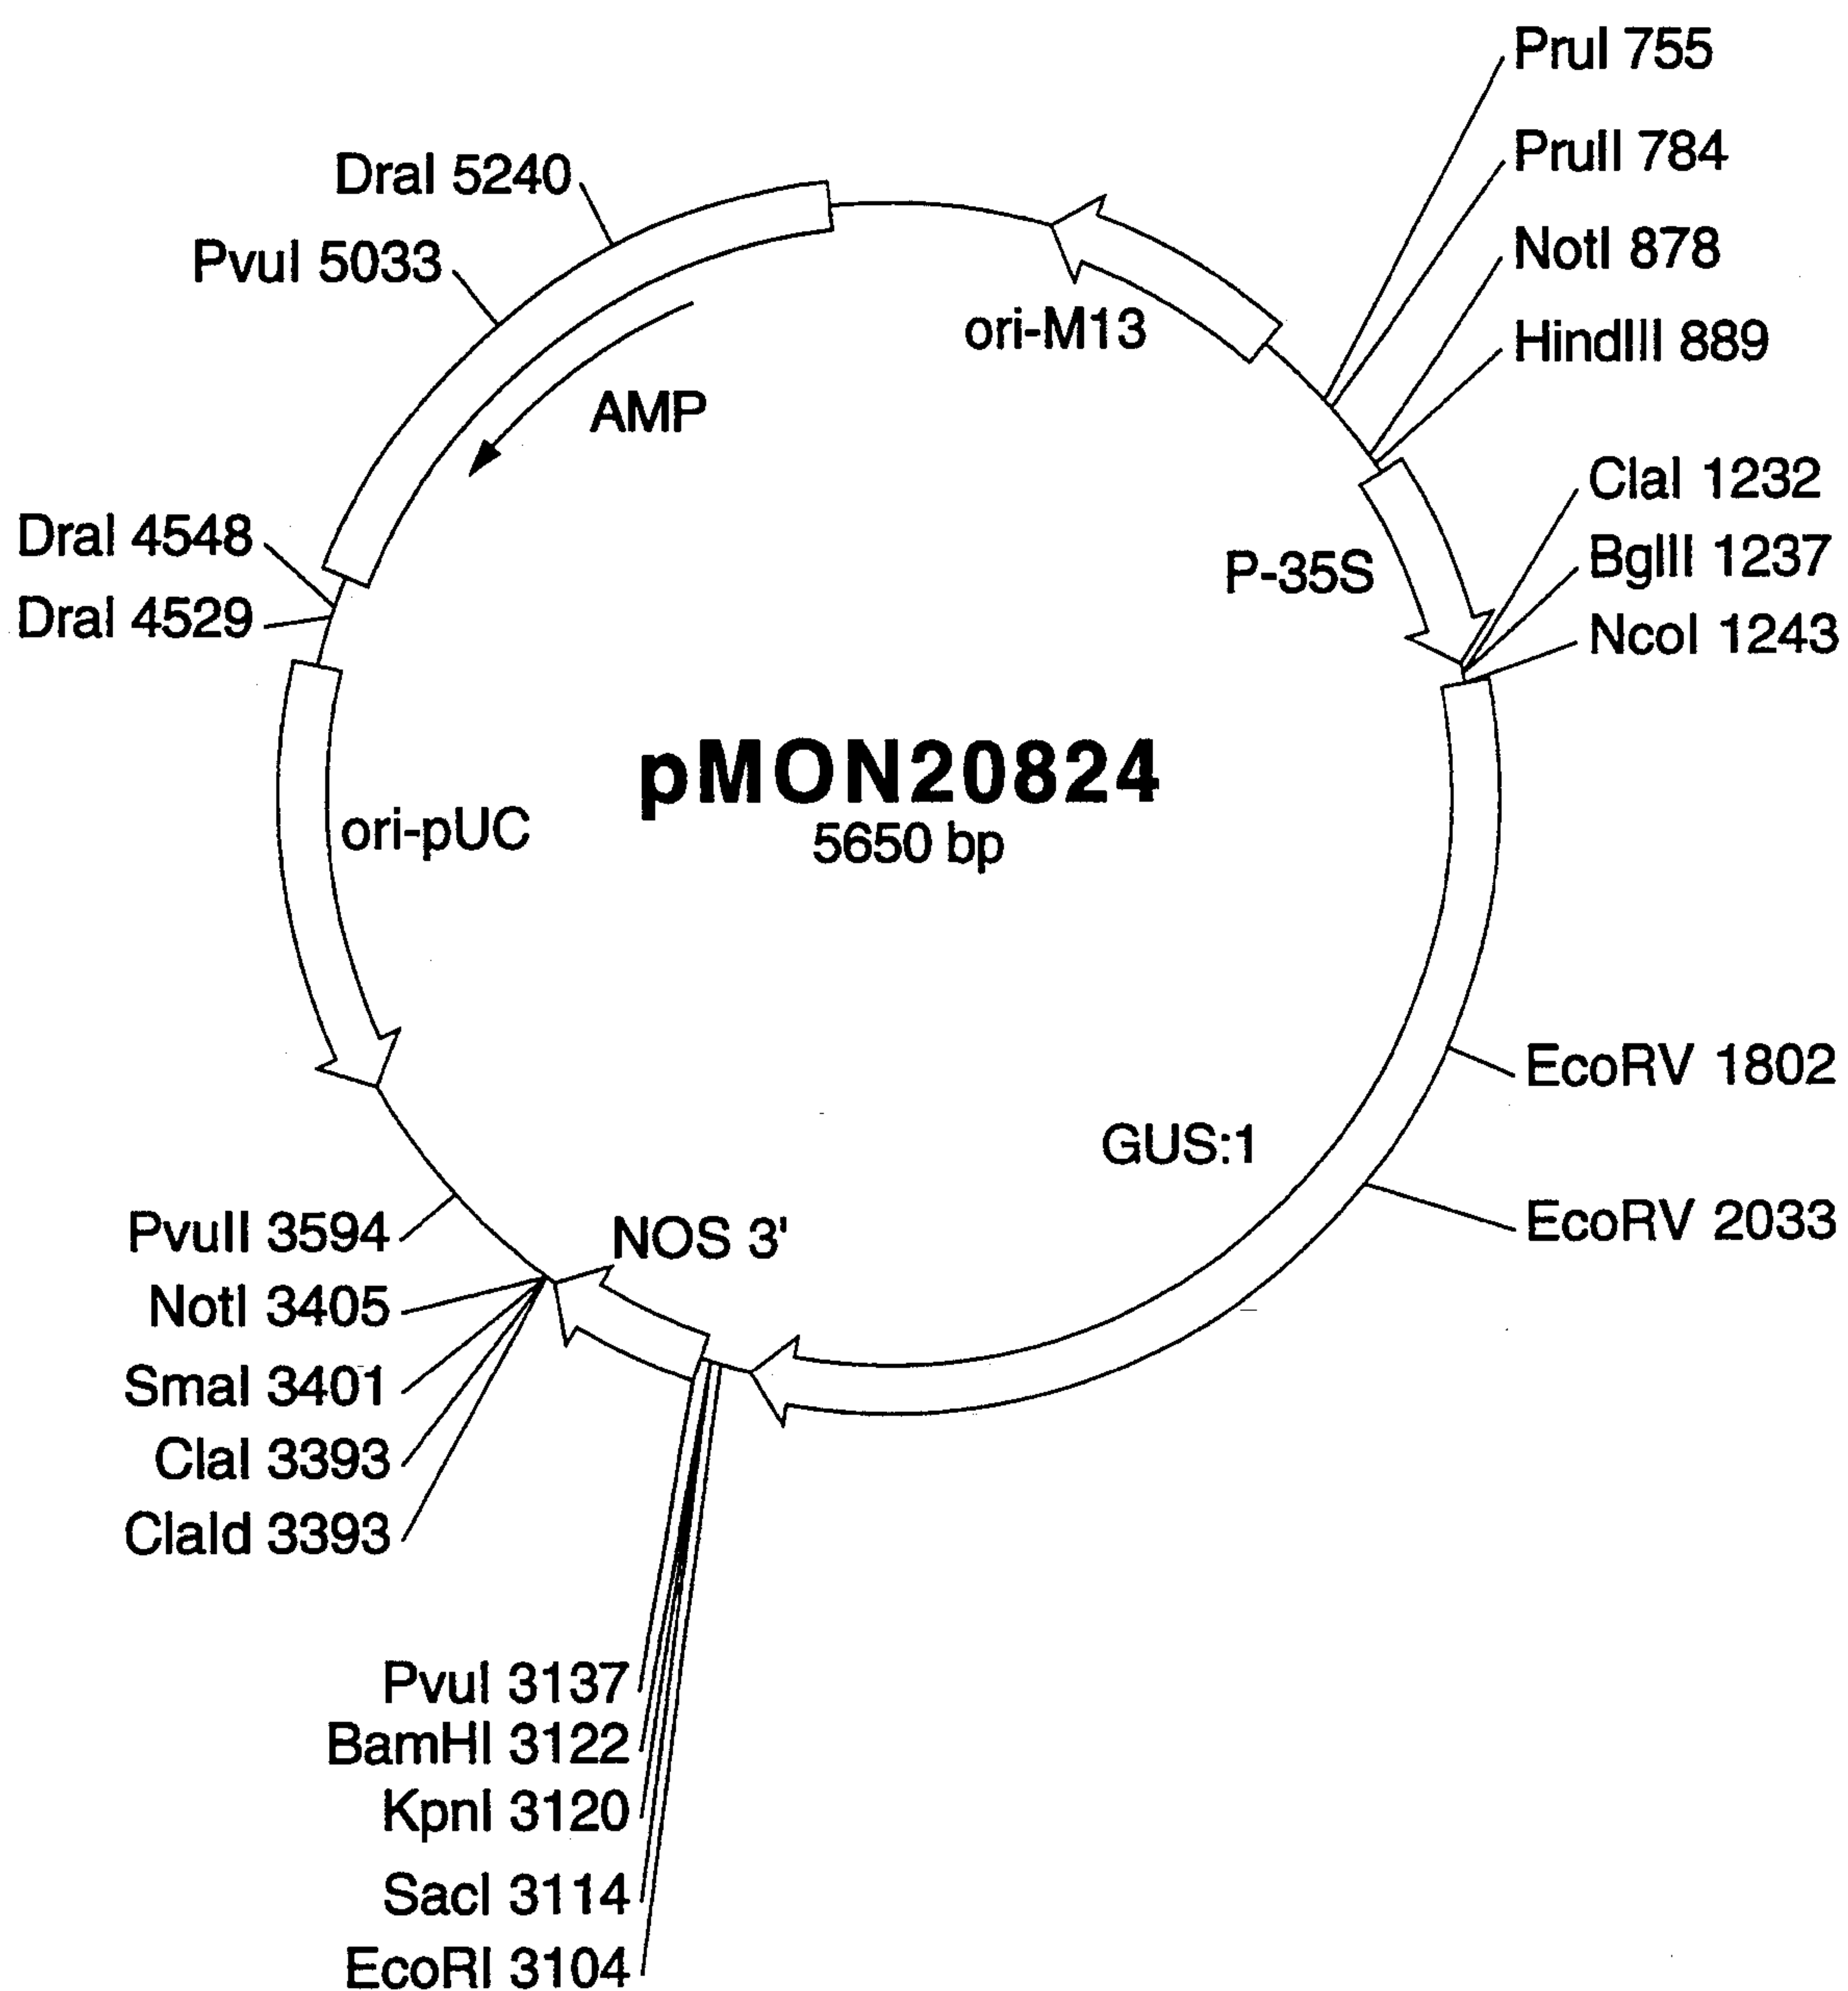 PruI 755
PruII 784
NotI 878
HindIII 889
DraI 5240
PvuI 5033
ori-M13
AMP
ClaI 1232
BglII 1237
NcoI 1243
P-35S
DraI 4548
DraI 4529
pMON20824
5650 bp
ori-pUC
EcoRV 1802
GUS:1
EcoRV 2033
PvuII 3594
NOS 3'
NotI 3405
SmaI 3401
ClaI 3393
ClaId 3393
PvuI 3137
BamHI 3122
KpnI 3120
SacI 3114
EcoRI 3104